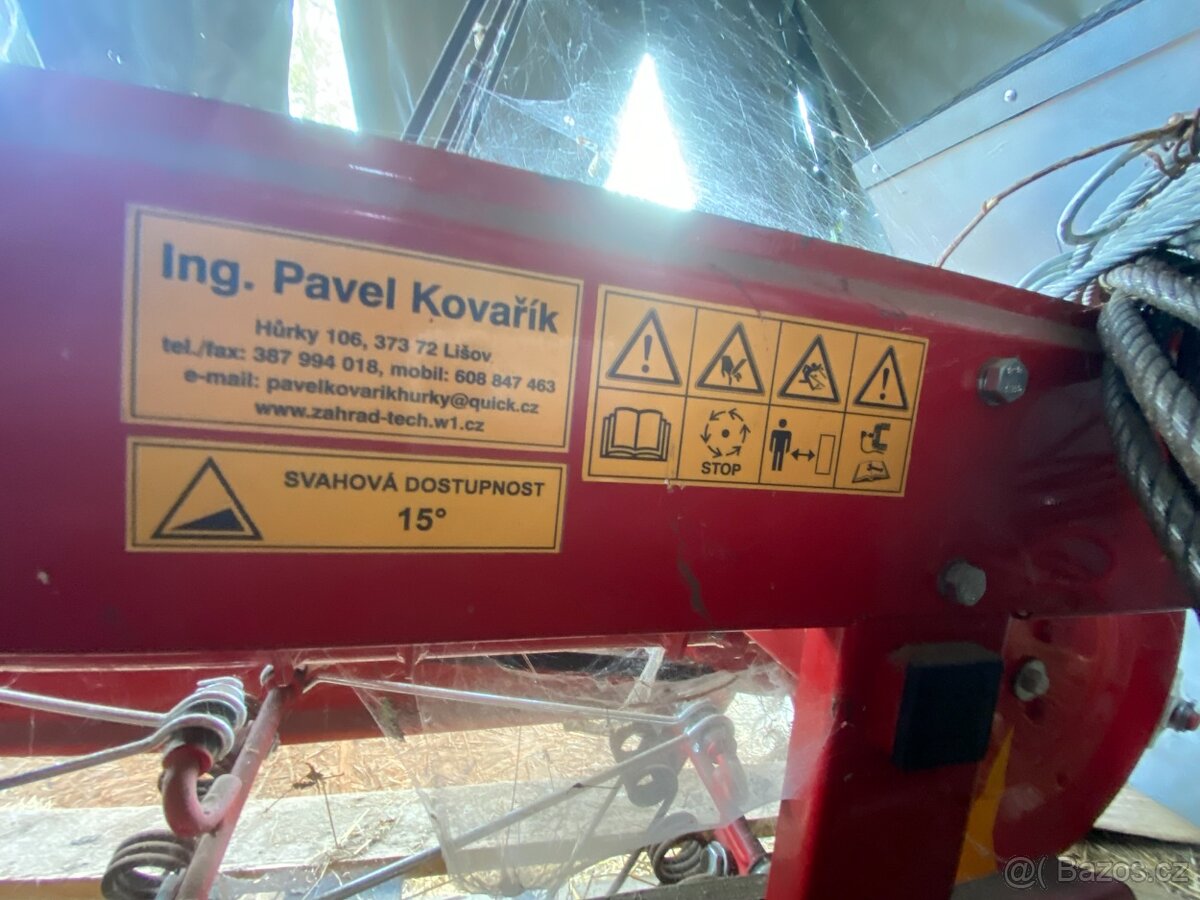 Ing. Pavel Kovařík
Hůrky 106, 373 72 Lišov
tel./fax: 387 994 018, mobil: 608 847 463
e-mail: pavelkovarikhurky@quick.cz
www.zahrad-tech.w1.cz
SVAHOVÁ DOSTUPNOST
15°
STOP
@( Bazos.cz